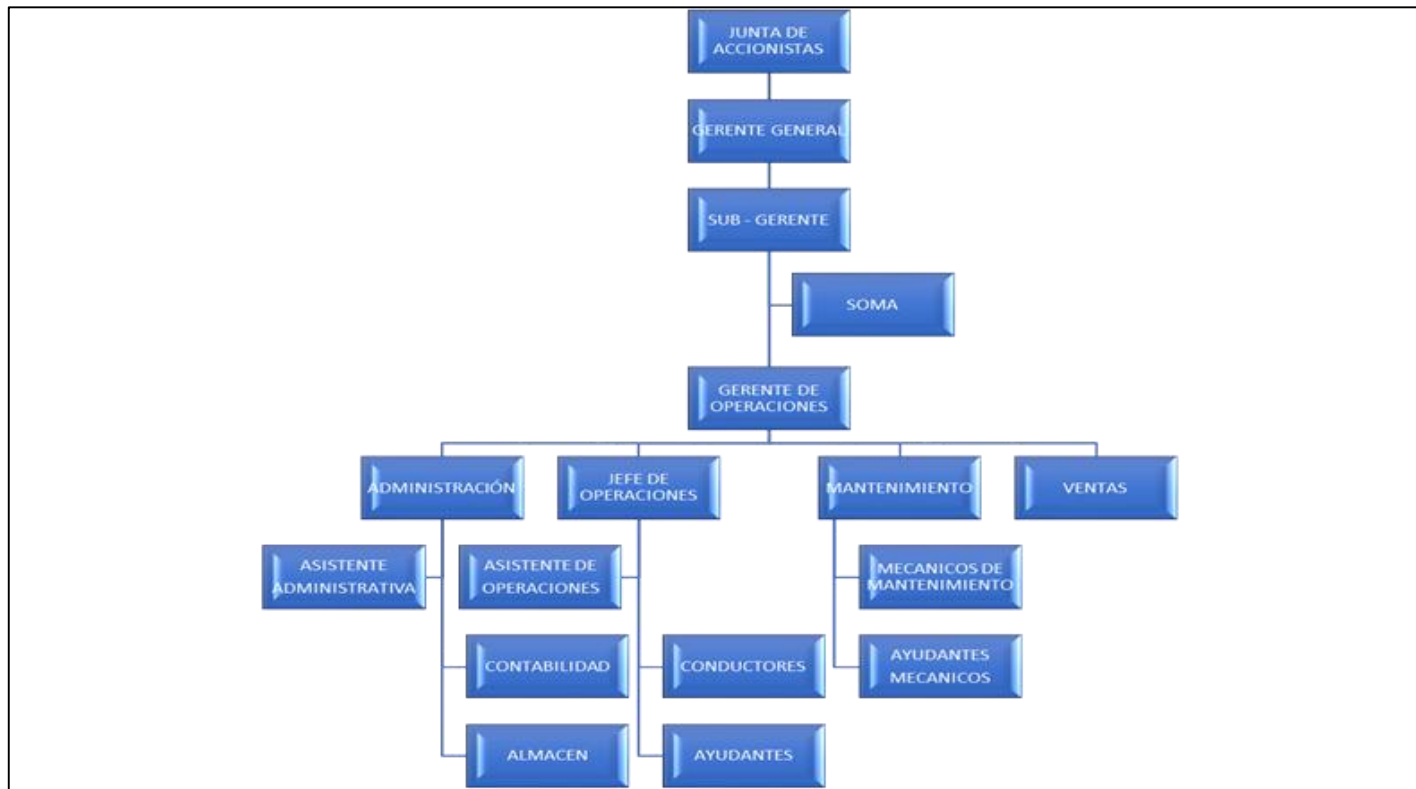 JUNTA DE
ACCIONISTAS
GERENTE GENERAL
SUB - GERENTE
SOMA
GERENTE DE
OPERACIONES
ADMINISTRACIÓN
JEFE DE
OPERACIONES
MANTENIMIENTO
VENTAS
ASISTENTE
ADMINISTRATIVA
ASISTENTE DE
OPERACIONES
MECANICOS DE
MANTENIMIENTO
CONTABILIDAD
CONDUCTORES
AYUDANTES
MECANICOS
ALMACEN
AYUDANTES